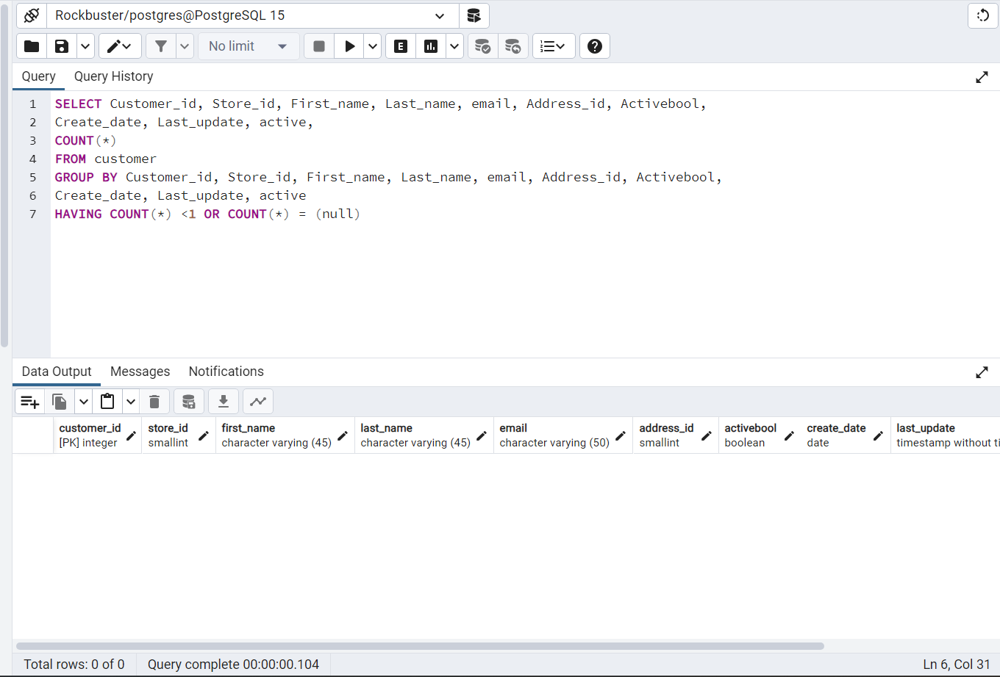 Rockbuster/postgres@PostgreSQL 15
No limit
E
Query Query History
1 SELECT Customer_id, Store_id, First_name, Last_name, email, Address_id, Activebool,
2 Create_date, Last_update, active,
3 COUNT(*)
4 FROM customer
5 GROUP BY Customer_id, Store_id, First_name, Last_name, email, Address_id, Activebool,
6 Create_date, Last_update, active
7 HAVING COUNT(*) <1 OR COUNT(*) = (null)
Data Output Messages Notifications
customer_id store_id first_name last_name email address_id activebool create_date last_update
[PK] integer smallint character varying (45) character varying (45) character varying (50) smallint boolean date timestamp without ti
Total rows: 0 of 0 Query complete 00:00:00.104 Ln 6, Col 31